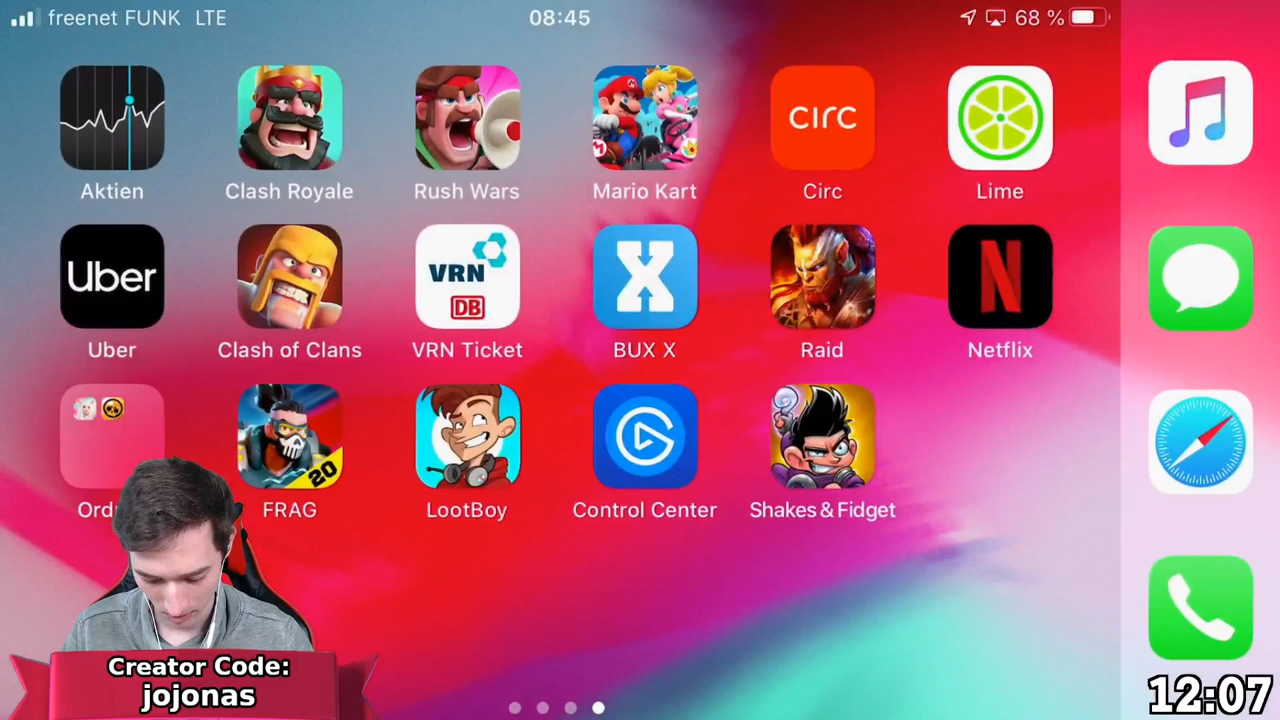 freenet FUNK LTE
08:45
68 %
circ
Aktien
Clash Royale
Rush Wars
Mario Kart
Circ
Lime
Uber
VRN
DB
X
N
Uber
Clash of Clans
VRN Ticket
BUX X
Raid
Netflix
20
FRAG
LootBoy
Control Center
Shakes & Fidget
Creator Code:
jojonas
12:07